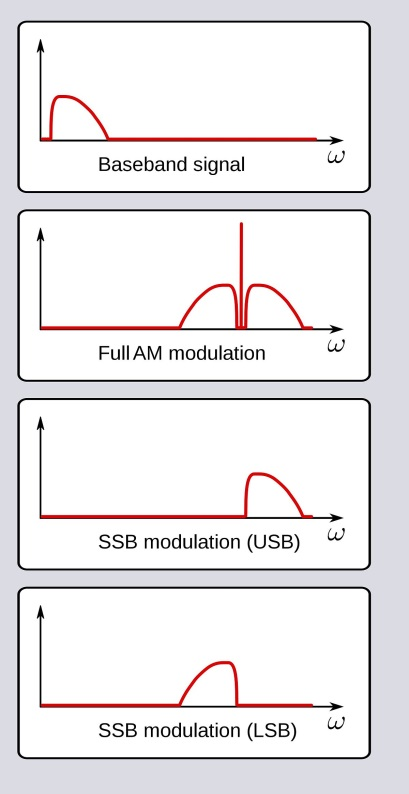 ω
Baseband signal
ω
Full AM modulation
ω
SSB modulation (USB)
ω
SSB modulation (LSB)